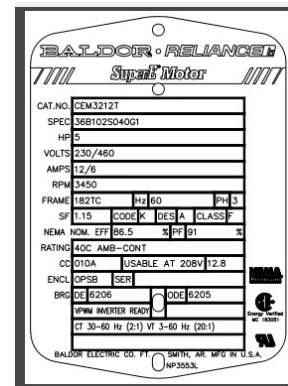 BALDOR • RELIANCE
SuperE Motor
CAT.NO. CEM3212T
SPEC 36B102S040G1
HP 5
VOLTS 230/460
AMPS 12/6
RPM 3450
FRAME 182TC Hz 60 PH 3
SF 1.15 CODE K DES A CLASS F
NEMA NOM. EFF 86.5 % PF 91 %
RATING 40C AMB-CONT
CC 010A USABLE AT 208V 12.8
ENCL OPSB SER
BRG DE 6206 ODE 6205
VPWM INVERTER READY
CT 30-60 Hz (2:1) VT 3-60 Hz (20:1)
NEMA
Energy Verified
BALDOR ELECTRIC CO. FT. SMITH, AR. MFG IN U.S.A.
NP3553L